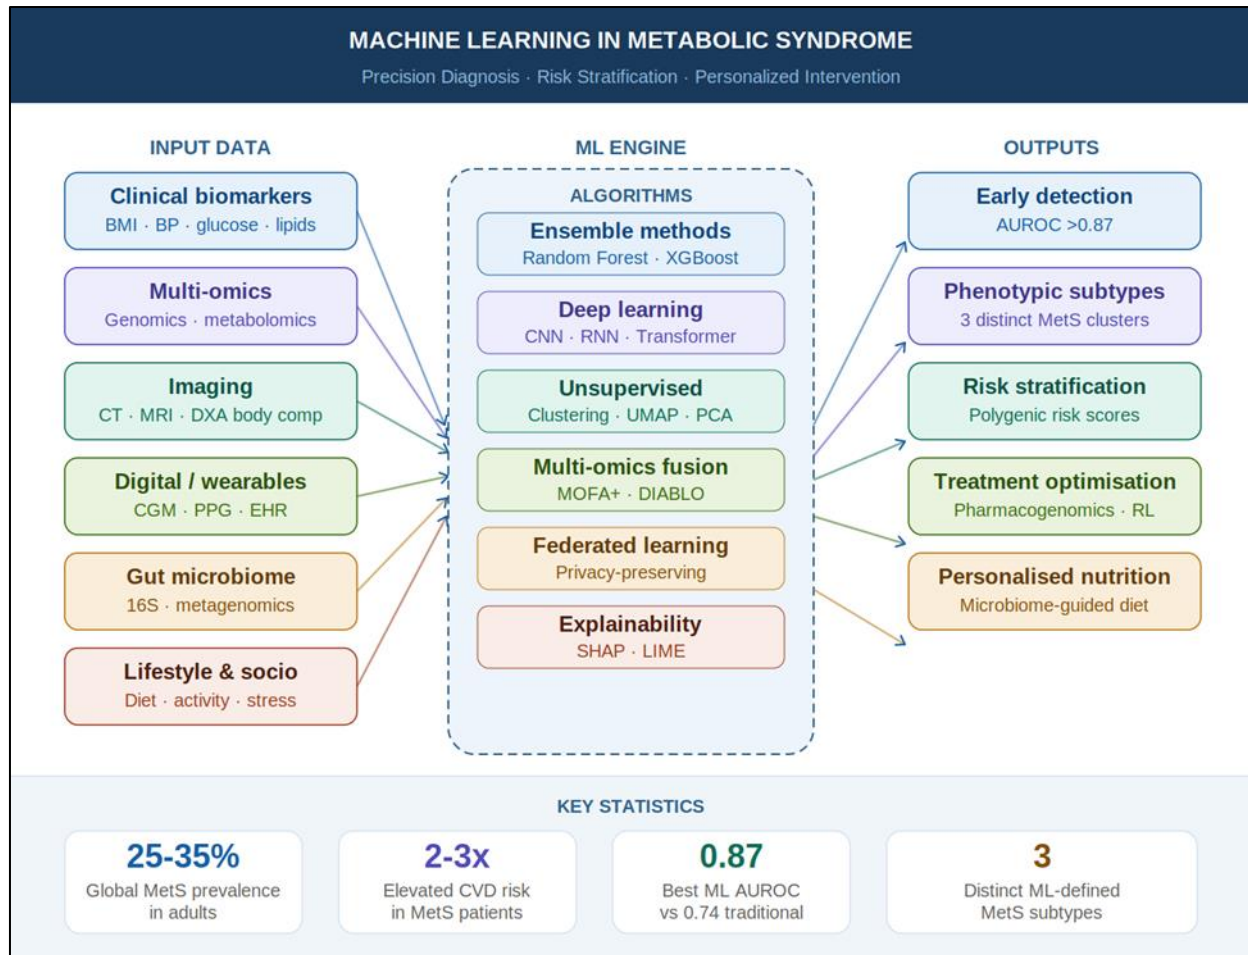 MACHINE LEARNING IN METABOLIC SYNDROME
Precision Diagnosis · Risk Stratification · Personalized Intervention
INPUT DATA
Clinical biomarkers
BMI · BP · glucose · lipids
Multi-omics
Genomics · metabolomics
Imaging
CT · MRI · DXA body comp
Digital / wearables
CGM · PPG · EHR
Gut microbiome
16S · metagenomics
Lifestyle & socio
Diet · activity · stress
ML ENGINE
ALGORITHMS
Ensemble methods
Random Forest · XGBoost
Deep learning
CNN · RNN · Transformer
Unsupervised
Clustering · UMAP · PCA
Multi-omics fusion
MOFA+ · DIABLO
Federated learning
Privacy-preserving
Explainability
SHAP · LIME
OUTPUTS
Early detection
AUROC >0.87
Phenotypic subtypes
3 distinct MetS clusters
Risk stratification
Polygenic risk scores
Treatment optimisation
Pharmacogenomics · RL
Personalised nutrition
Microbiome-guided diet
KEY STATISTICS
25-35%
Global MetS prevalence
in adults
2-3x
Elevated CVD risk
in MetS patients
0.87
Best ML AUROC
vs 0.74 traditional
3
Distinct ML-defined
MetS subtypes